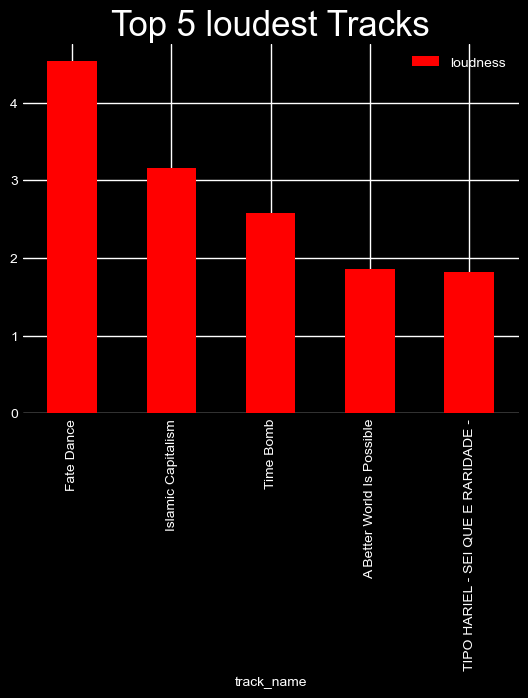 Top 5 loudest Tracks
loudness
4
3
2
1
0
Fate Dance
Islamic Capitalism
Time Bomb
A Better World Is Possible
TIPO HARIEL - SEI QUE E RARIDADE -
track_name